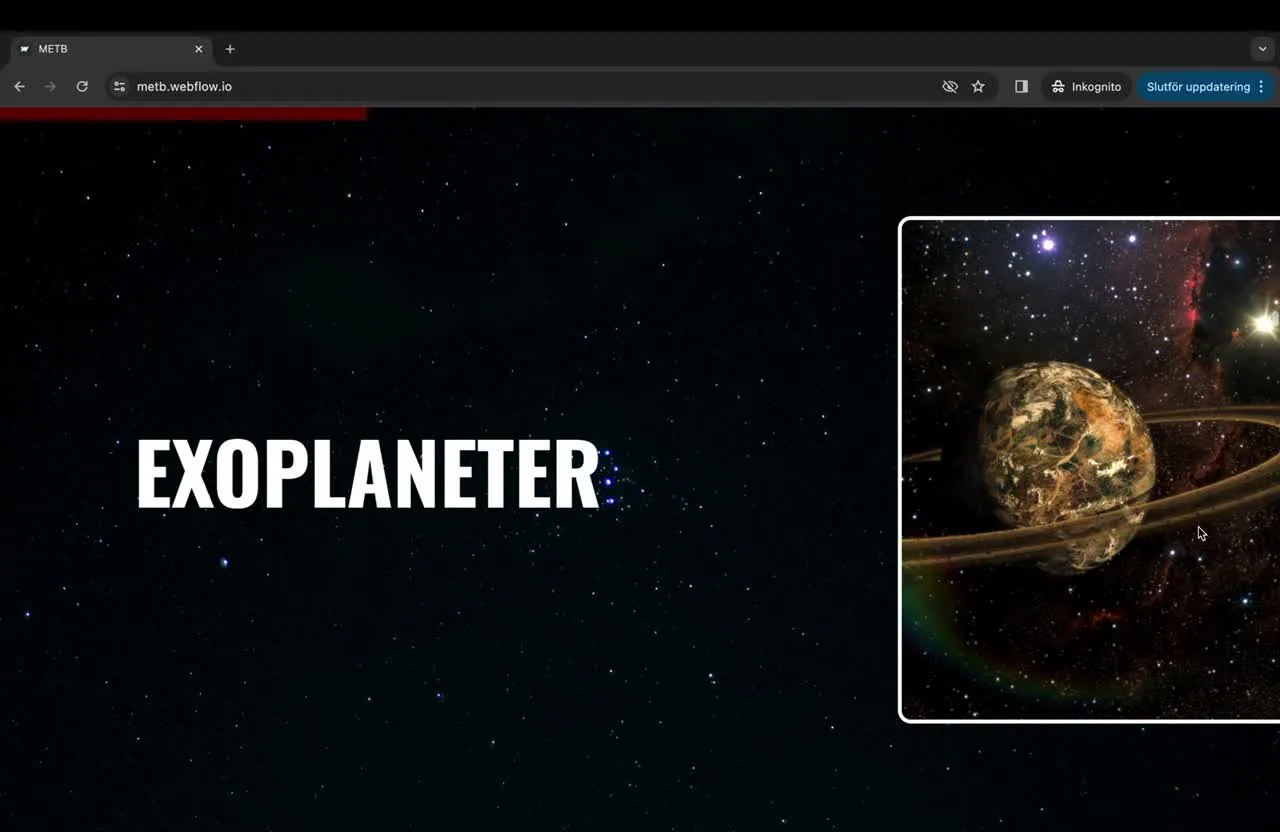 METB
metb.webflow.io
Inkognito
Slutför uppdatering
EXOPLANETER